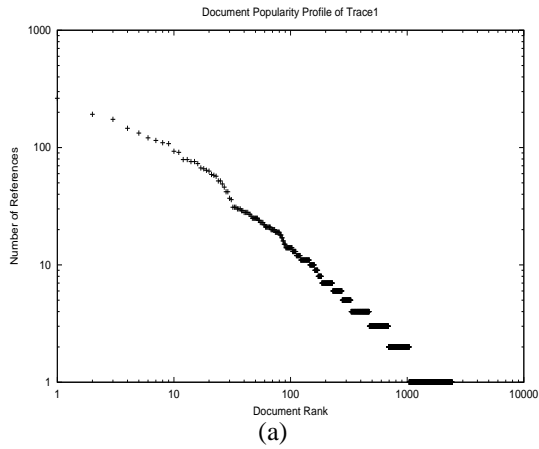 Document Popularity Profile of Trace1
1000
100
10
1
Number of References
1
10
100
1000
10000
Document Rank
(a)